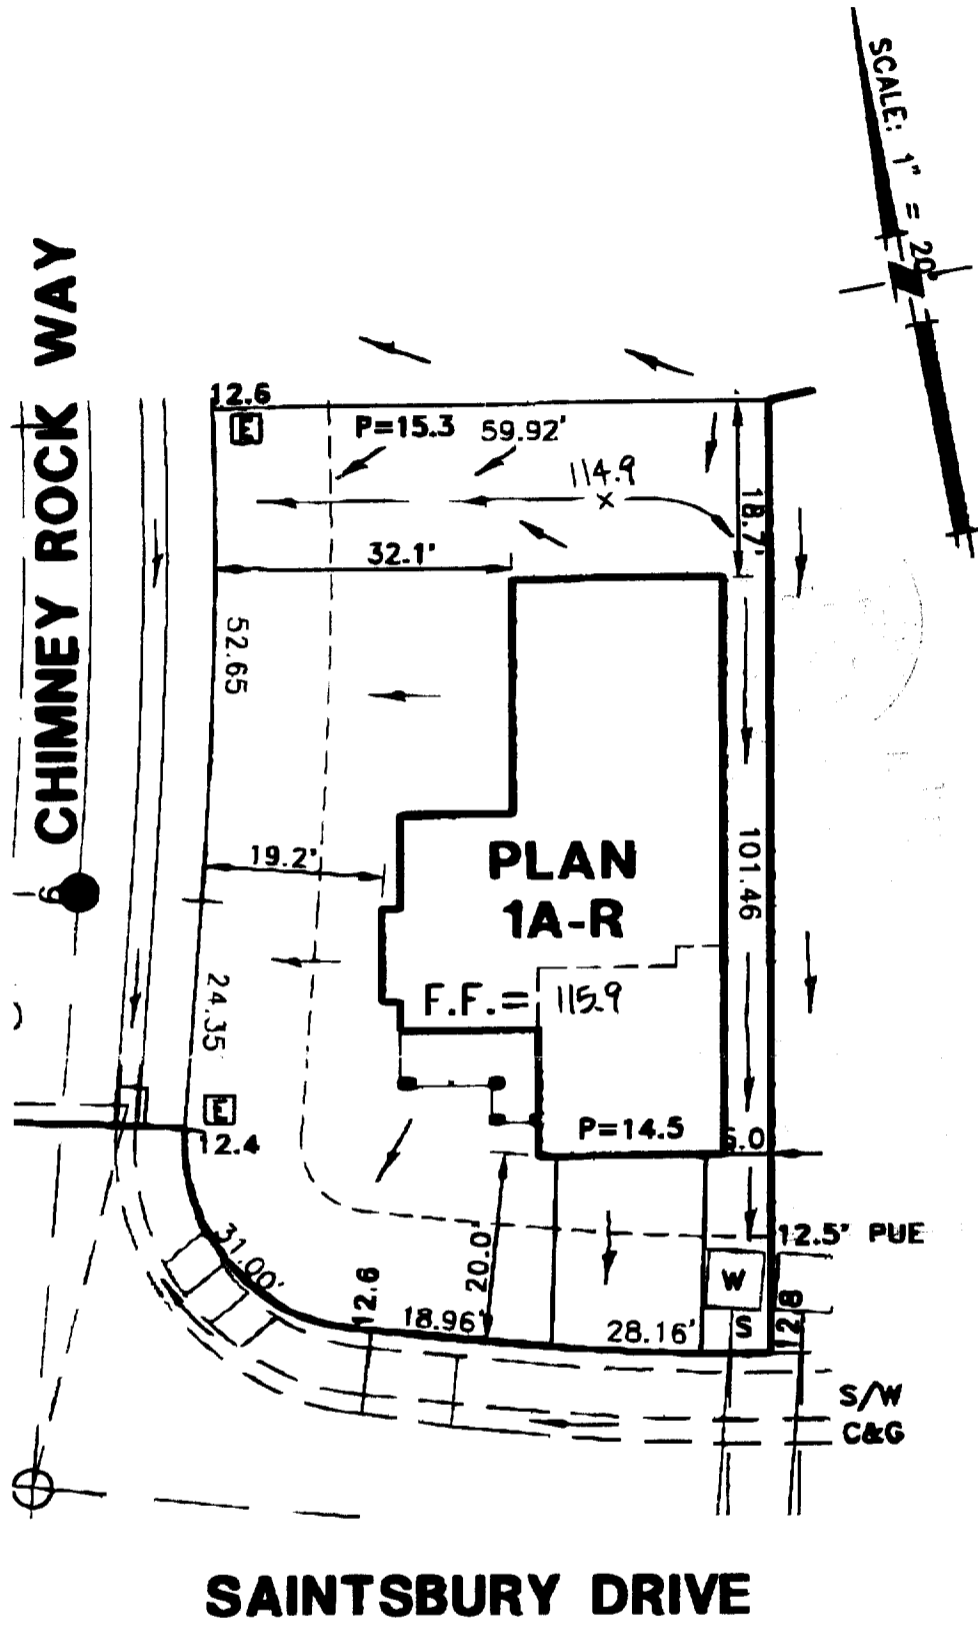 SCALE: 1" = 20'
CHIMNEY ROCK WAY
12.6
E
P=15.3
59.92'
114.9
x
18.7'
32.1'
52.65
19.2'
PLAN
1A-R
101.46
F.F.= 115.9
24.35
E
12.4
P=14.5
5.0
31.00'
12.6
20.0'
18.96'
28.16'
12.5' PUE
W
S
12.8
S/W
C&G
SAINTSBURY DRIVE